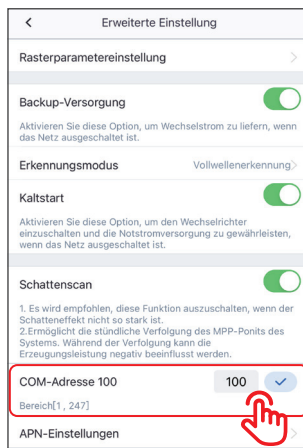 Erweiterte Einstellung
Rasterparametereinstellung
Backup-Versorgung
Aktivieren Sie diese Option, um Wechselstrom zu liefern, wenn
das Netz ausgeschaltet ist.
Erkennungsmodus Vollwellenerkennung
Kaltstart
Aktivieren Sie diese Option, um den Wechselrichter
einzuschalten und die Notstromversorgung zu gewährleisten,
wenn das Netz ausgeschaltet ist.
Schattenscan
1. Es wird empfohlen, diese Funktion auszuschalten, wenn der
Schatteneffekt nicht so stark ist.
2.Ermöglicht die stündliche Verfolgung des MPP-Ponits des
Systems. Während der Verfolgung kann die
Erzeugungsleistung negativ beeinflusst werden.
COM-Adresse 100 100
Bereich[1 , 247]
APN-Einstellungen